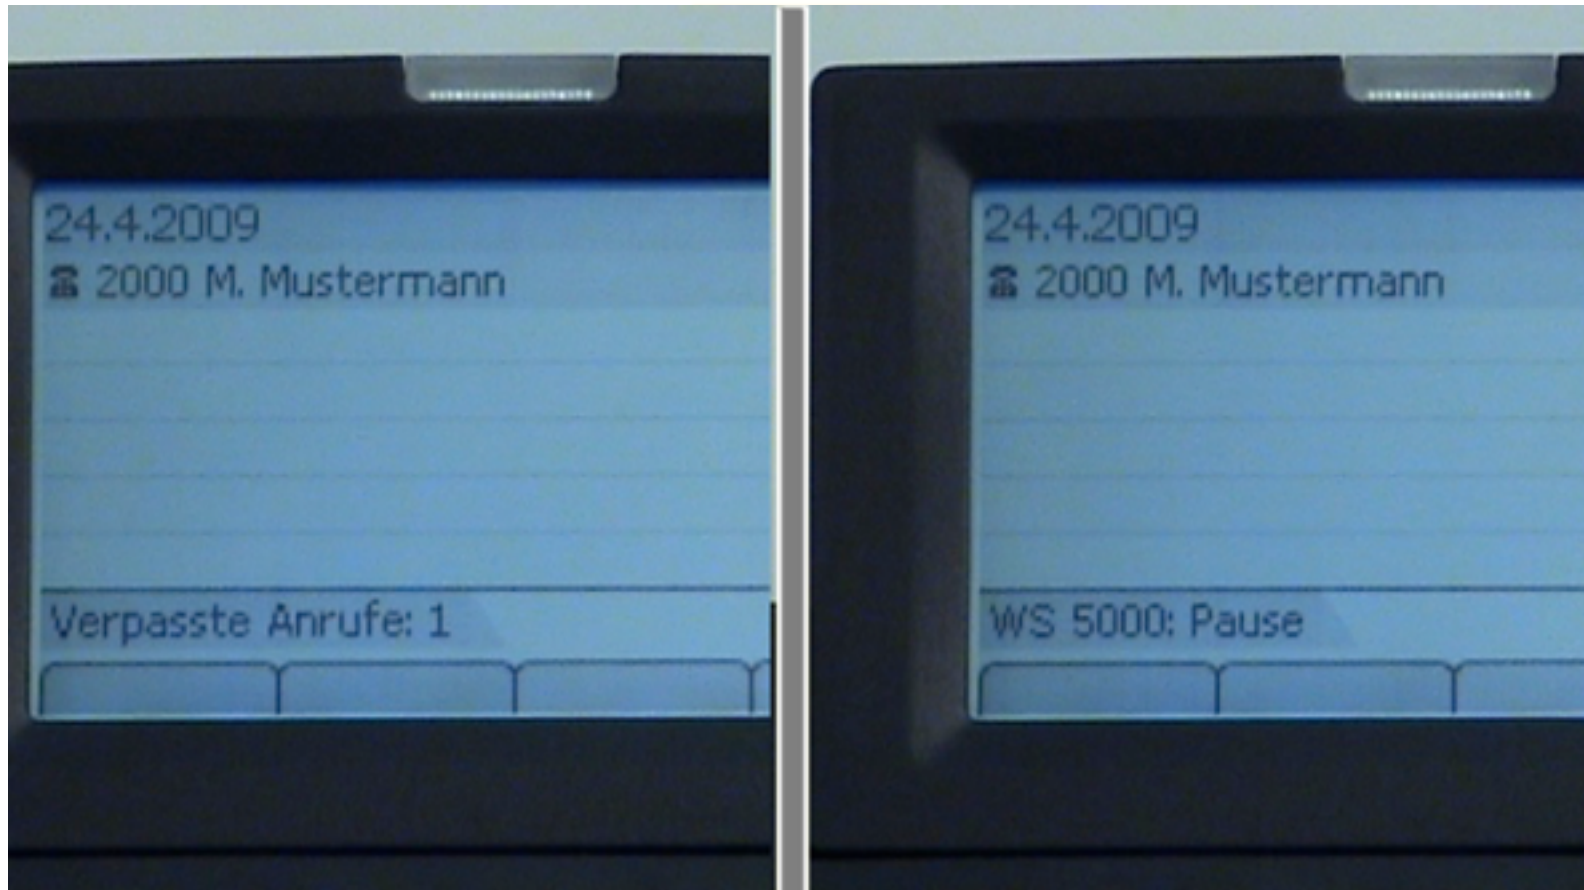 24.4.2009
2000 M. Mustermann
Verpasste Anrufe: 1
24.4.2009
2000 M. Mustermann
WS 5000: Pause